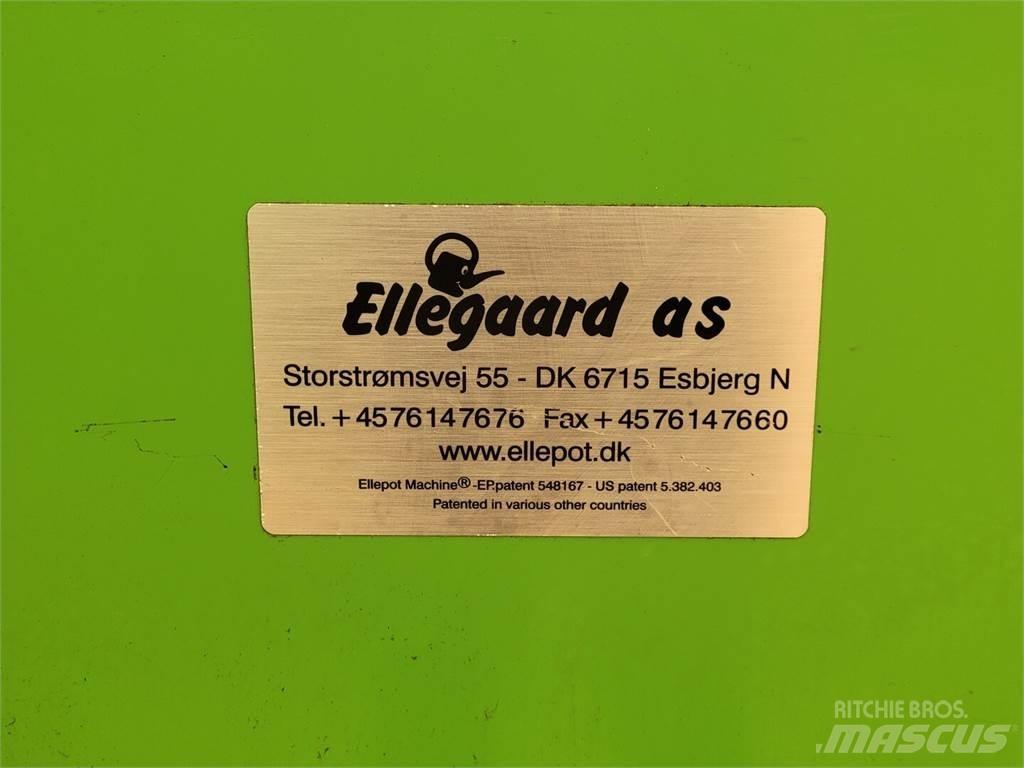 Ellegaard as
Storstrømsvej 55 - DK 6715 Esbjerg N
Tel. +4576147676 Fax +4576147660
www.ellepot.dk
Ellepot Machine®-EP.patent 548167 - US patent 5.382.403
Patented in various other countries
RITCHIE BROS.
MASCUS